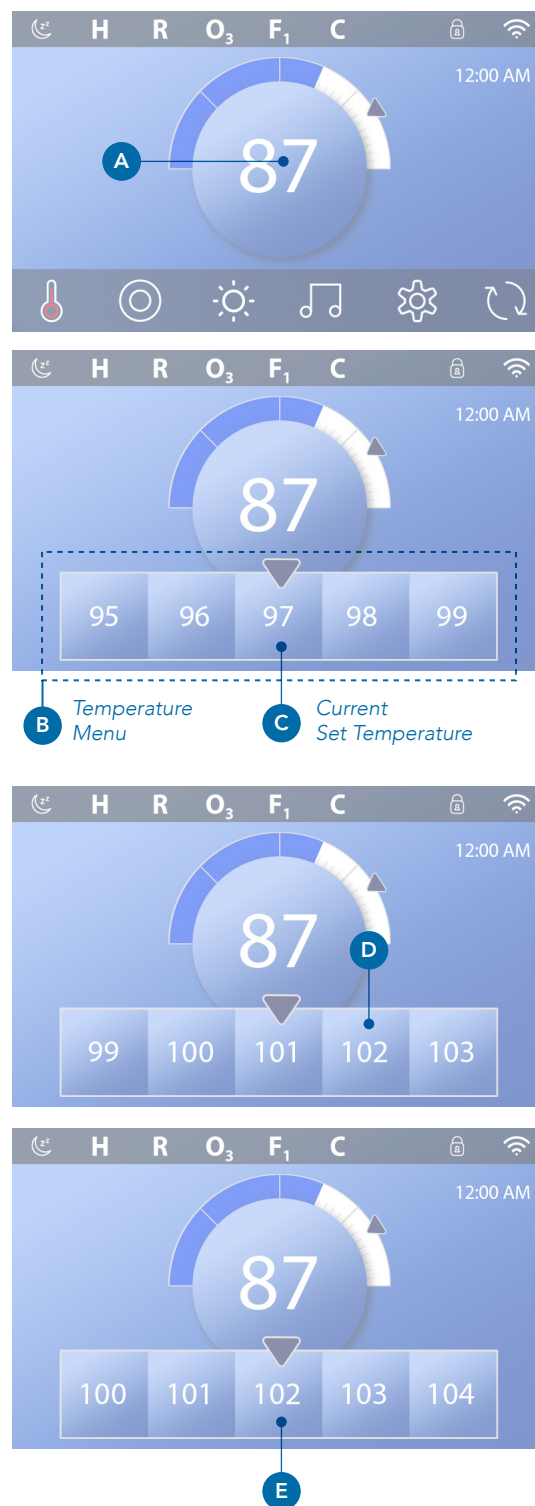 H R O₃ F₁ C
12:00 AM
A
87
H R O₃ F₁ C
12:00 AM
87
95 96 97 98 99
B Temperature Menu
C Current Set Temperature
H R O₃ F₁ C
12:00 AM
87
D
99 100 101 102 103
H R O₃ F₁ C
12:00 AM
87
100 101 102 103 104
E